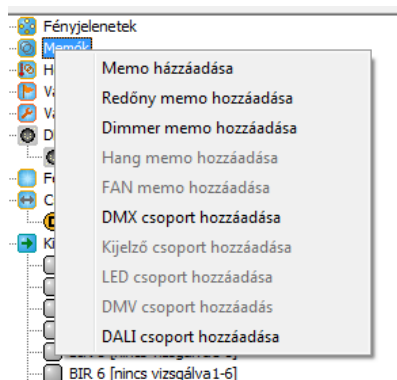 Fényjelenetek
Memók
Memo házzáadása
Redőny memo hozzáadása
Dimmer memo hozzáadása
Hang memo hozzáadása
FAN memo hozzáadása
DMX csoport hozzáadása
Kijelző csoport hozzáadása
LED csoport hozzáadása
DMV csoport hozzáadás
DALI csoport hozzáadása
BIR 6 [nincs vizsgálva1-6]